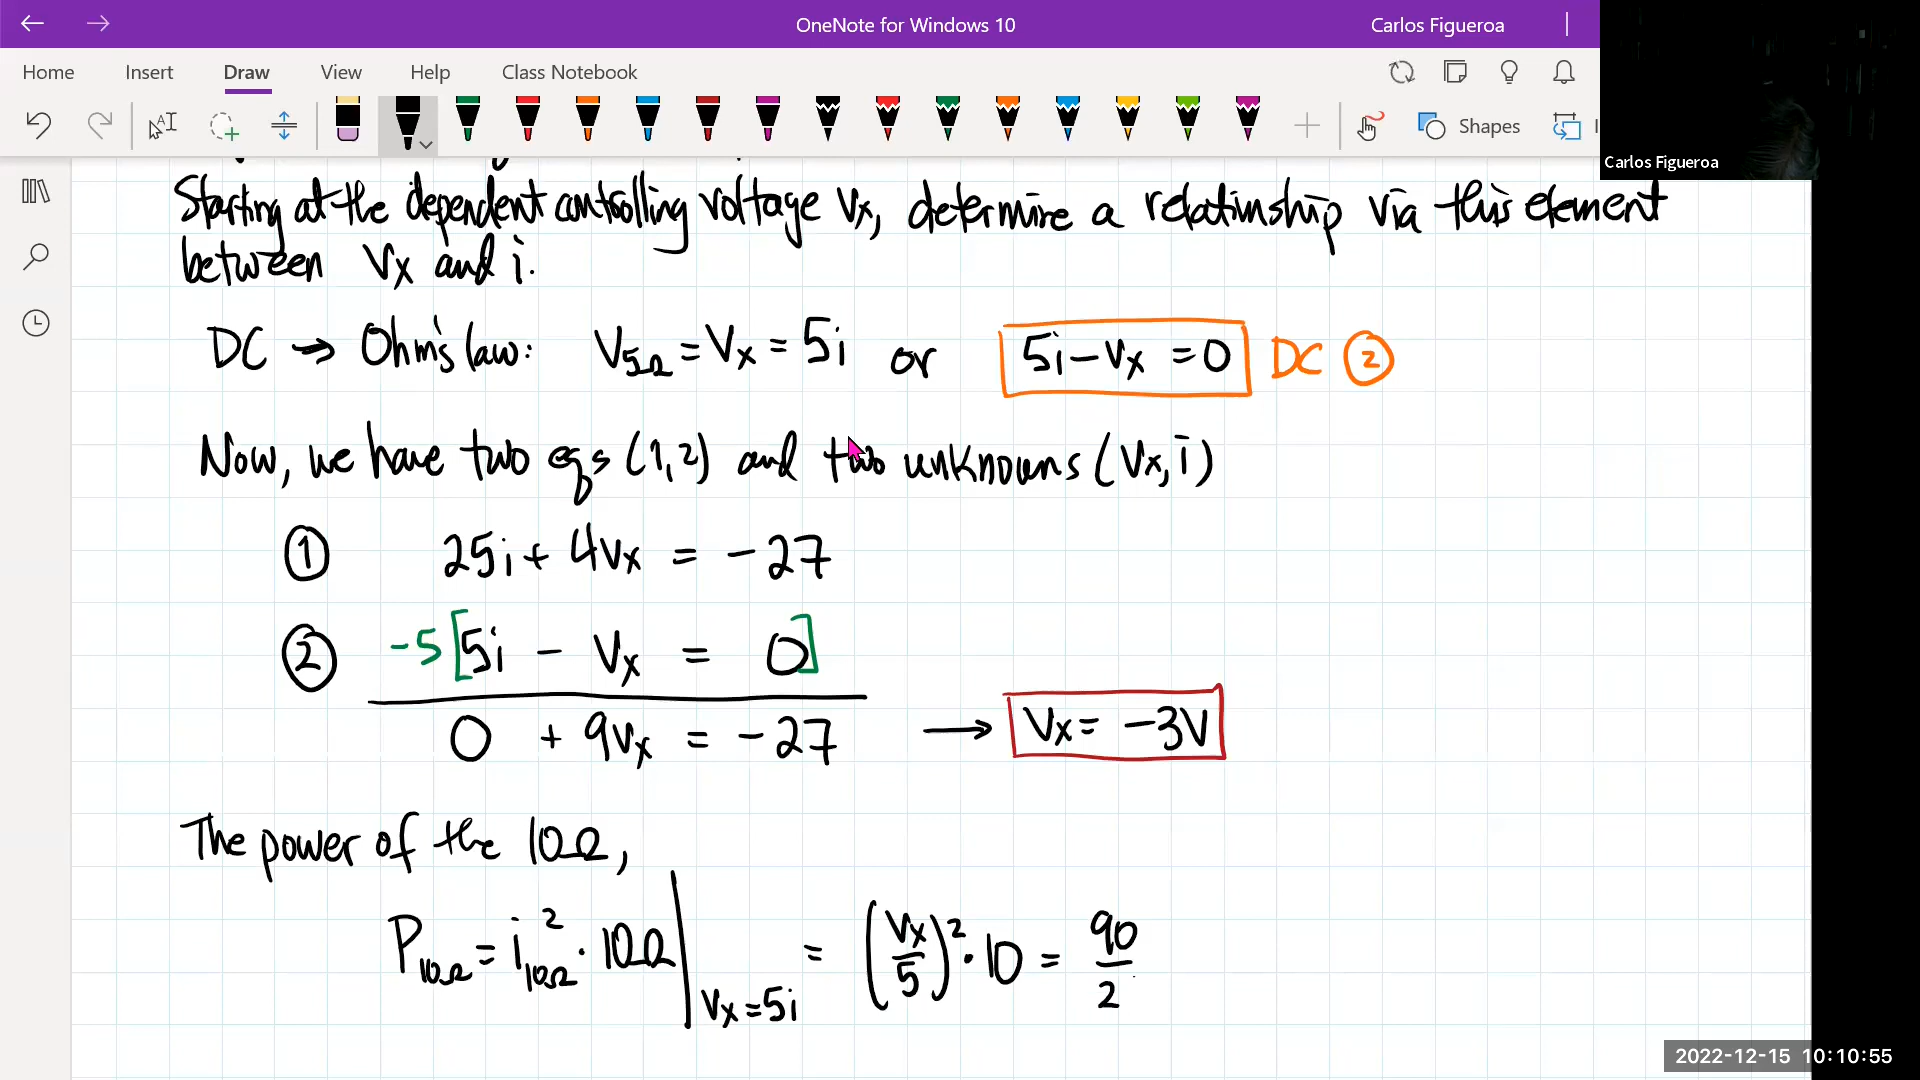 OneNote for Windows 10
Carlos Figueroa
Home Insert Draw View Help Class Notebook
Shapes
Carlos Figueroa
Starting at the dependent controlling voltage Vx, determine a relationship via this element
between Vx and i.
DC → Ohm's law: V5Ω = Vx = 5i or 5i - Vx = 0 DC ②
Now, we have two eqs (1,2) and two unknowns (Vx, i)
① 25i + 4Vx = -27
② -5[5i - Vx = 0]
0 + 9Vx = -27 → Vx = -3V
The power of the 10Ω,
P10Ω = i10Ω² · 10Ω | Vx=5i = (Vx/5)² · 10 = 90/2
2022-12-15 10:10:55